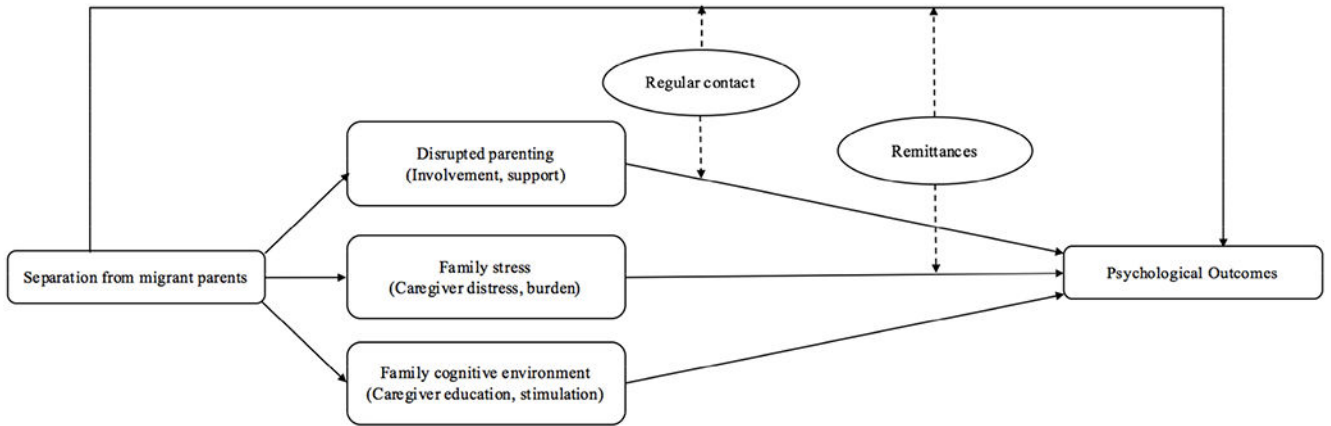 Regular contact
Remittances
Disrupted parenting
(Involvement, support)
Separation from migrant parents
Family stress
(Caregiver distress, burden)
Psychological Outcomes
Family cognitive environment
(Caregiver education, stimulation)